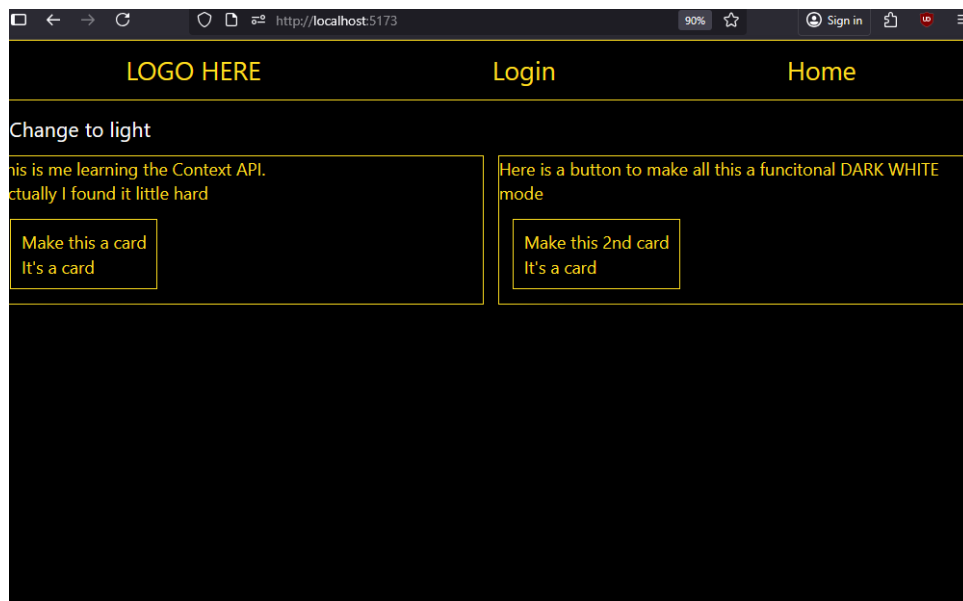 http://localhost:5173
90%
Sign in
LOGO HERE
Login
Home
Change to light
his is me learning the Context API.
ctually I found it little hard
Make this a card
It's a card
Here is a button to make all this a funcitonal DARK WHITE
mode
Make this 2nd card
It's a card